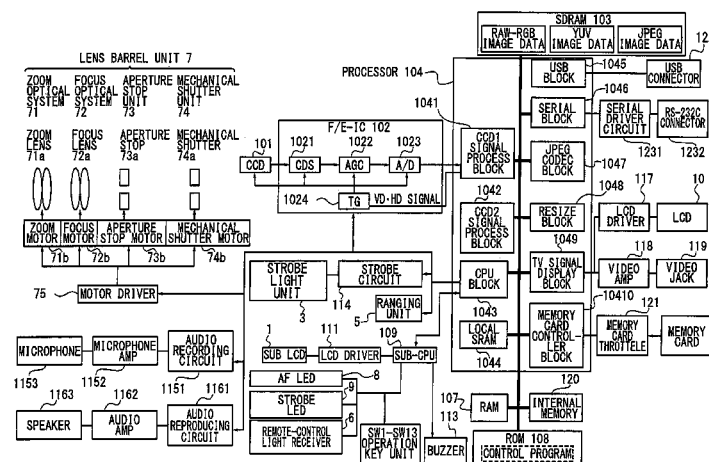 SDRAM 103
RAW-RGB IMAGE DATA
YUV IMAGE DATA
JPEG IMAGE DATA
12
LENS BARREL UNIT 7
PROCESSOR 104
USB BLOCK
1045
USB CONNECTOR
ZOOM OPTICAL SYSTEM 71
FOCUS OPTICAL SYSTEM 72
APERTURE STOP UNIT 73
MECHANICAL SHUTTER UNIT 74
1041
1046
SERIAL BLOCK
SERIAL DRIVER CIRCUIT
RS-232C CONNECTOR
1231
1232
F/E-IC 102
ZOOM LENS 71a
FOCUS LENS 72a
APERTURE STOP 73a
MECHANICAL SHUTTER 74a
101
1021
1022
1023
CCD
CDS
AGC
A/D
CCD1 SIGNAL PROCESS BLOCK
JPEG CODEC BLOCK
1047
1024
TG
VD·HD SIGNAL
1042
CCD2 SIGNAL PROCESS BLOCK
1048
RESIZE BLOCK
117
LCD DRIVER
10
LCD
ZOOM MOTOR
FOCUS MOTOR
APERTURE STOP MOTOR
MECHANICAL SHUTTER MOTOR
71b
72b
73b
74b
1049
TV SIGNAL DISPLAY BLOCK
118
VIDEO AMP
119
VIDEO JACK
STROBE LIGHT UNIT
3
STROBE CIRCUIT
114
CPU BLOCK
1043
75
MOTOR DRIVER
RANGING UNIT
5
10410
MEMORY CARD CONTROLLER BLOCK
121
MEMORY CARD THROTTELE
MEMORY CARD
LOCAL SRAM
1044
1
SUB LCD
111
LCD DRIVER
109
SUB-CPU
MICROPHONE
1153
MICROPHONE AMP
1152
AUDIO RECORDING CIRCUIT
1151
AF LED
8
STROBE LED
9
REMOTE-CONTROL LIGHT RECEIVER
6
1163
SPEAKER
1162
AUDIO AMP
1161
AUDIO REPRODUCING CIRCUIT
SW1-SW13 OPERATION KEY UNIT
BUZZER
113
107
RAM
120
INTERNAL MEMORY
ROM 108
CONTROL PROGRAM